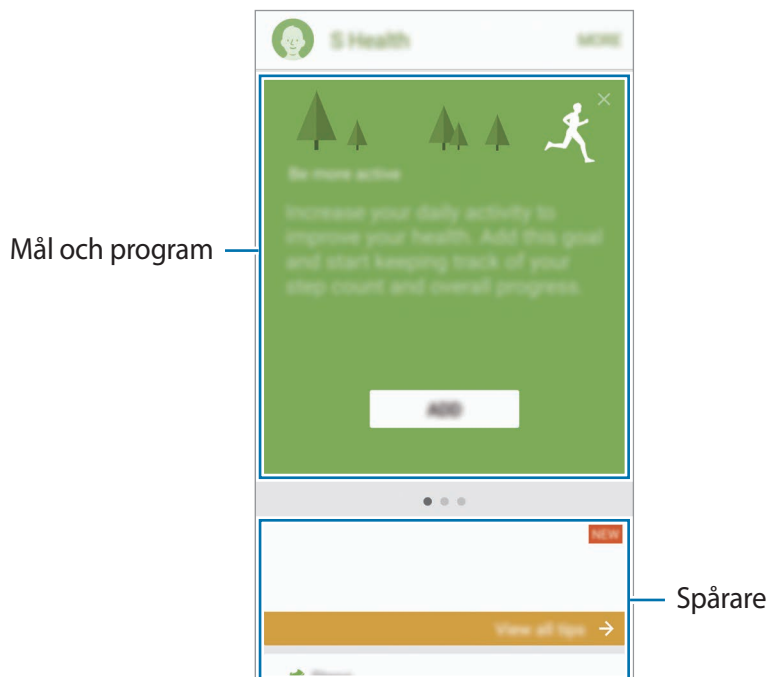 S Health
MORE
Be more active
Increase your daily activity to
improve your health. Add this goal
and start keeping track of your
step count and overall progress.
Mål och program
ADD
NEW
Spårare
View all tips
Steps